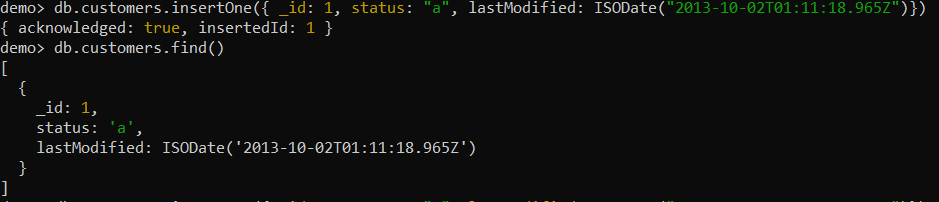 demo> db.customers.insertOne({ _id: 1, status: "a", lastModified: ISODate("2013-10-02T01:11:18.965Z")})
{ acknowledged: true, insertedId: 1 }
demo> db.customers.find()
[
  {
    _id: 1,
    status: 'a',
    lastModified: ISODate('2013-10-02T01:11:18.965Z')
  }
]